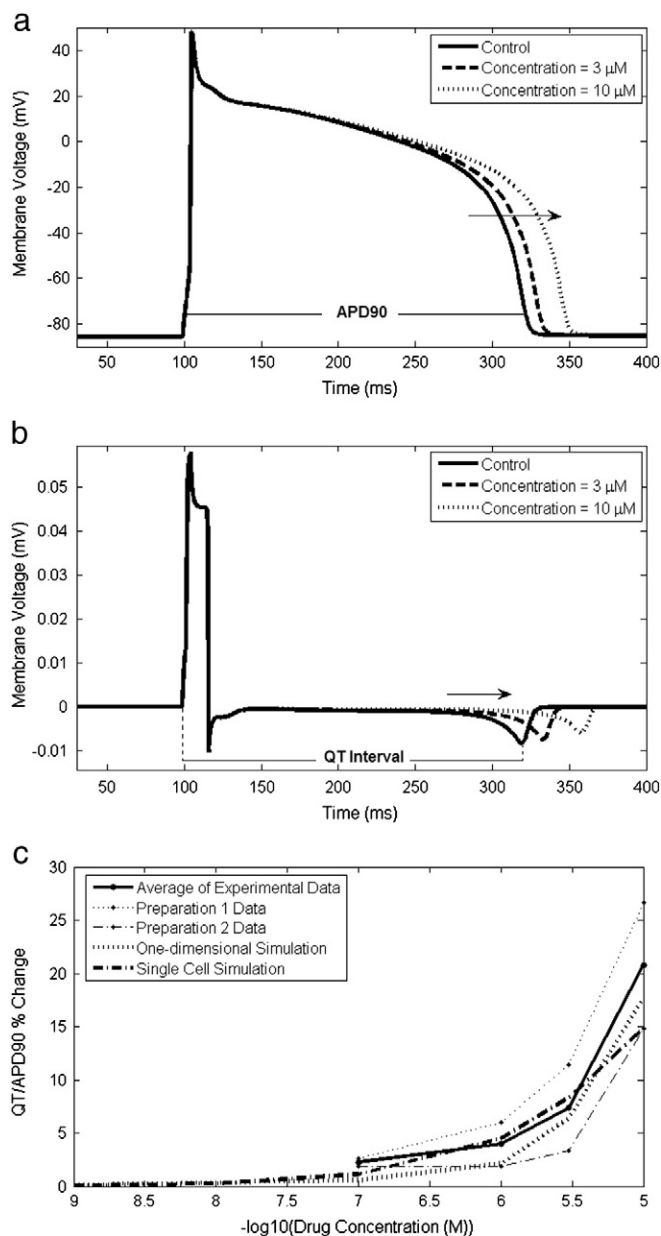 a
Membrane Voltage (mV)
40
20
0
-20
-40
-60
-80
Control
Concentration = 3 μM
Concentration = 10 μM
APD90
50 100 150 200 250 300 350 400
Time (ms)
b
Membrane Voltage (mV)
0.05
0.04
0.03
0.02
0.01
0
-0.01
Control
Concentration = 3 μM
Concentration = 10 μM
QT Interval
50 100 150 200 250 300 350 400
Time (ms)
c
QT/APD90 % Change
30
25
20
15
10
5
0
Average of Experimental Data
Preparation 1 Data
Preparation 2 Data
One-dimensional Simulation
Single Cell Simulation
9 8.5 8 7.5 7 6.5 6 5.5 5
-log10(Drug Concentration (M))